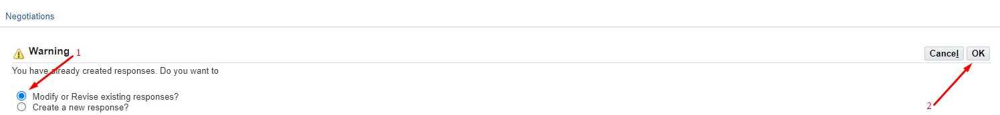 Negotiations
Warning 1
Cancel OK
You have already created responses. Do you want to
Modify or Revise existing responses?
Create a new response?
2